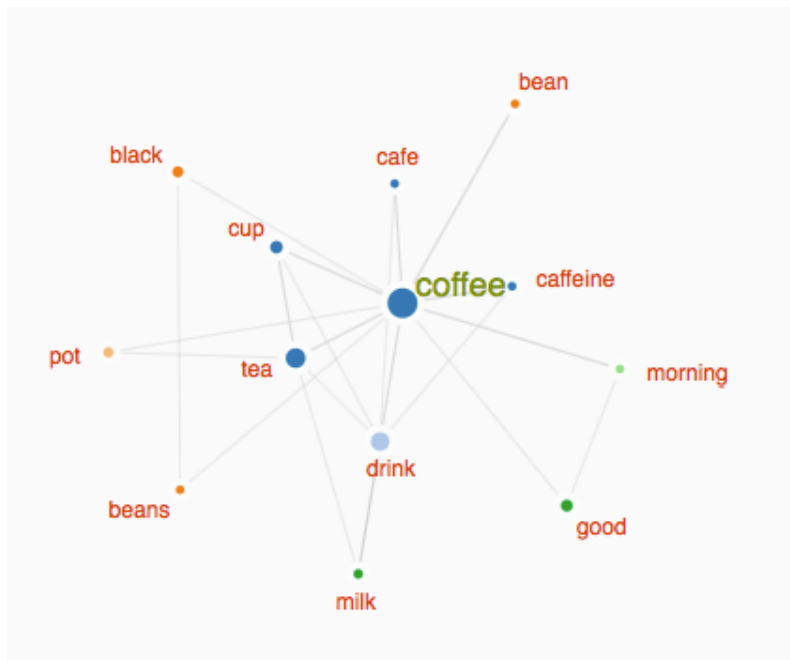 bean
black
cafe
cup
coffee
caffeine
pot
tea
morning
drink
beans
good
milk